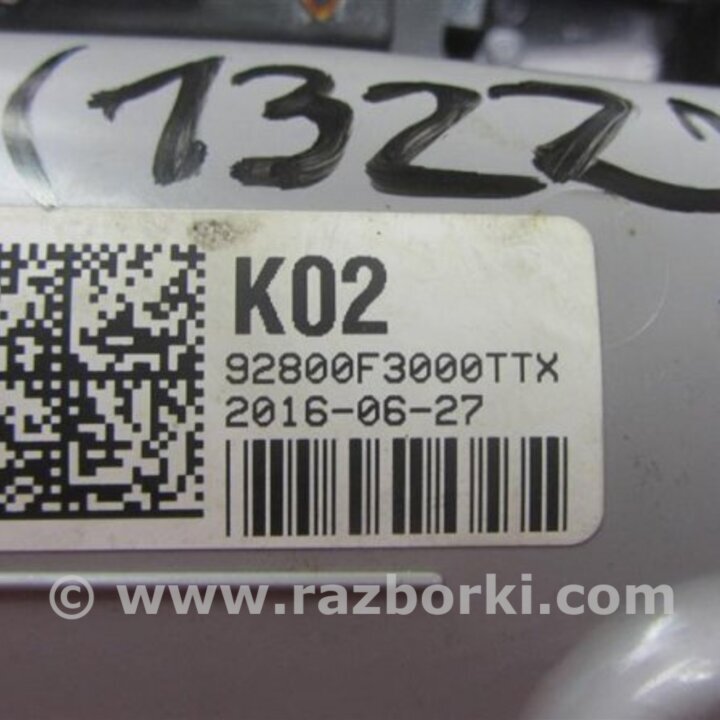 (1322)
K02
92800F3000TTX
2016-06-27
© www.razborki.com